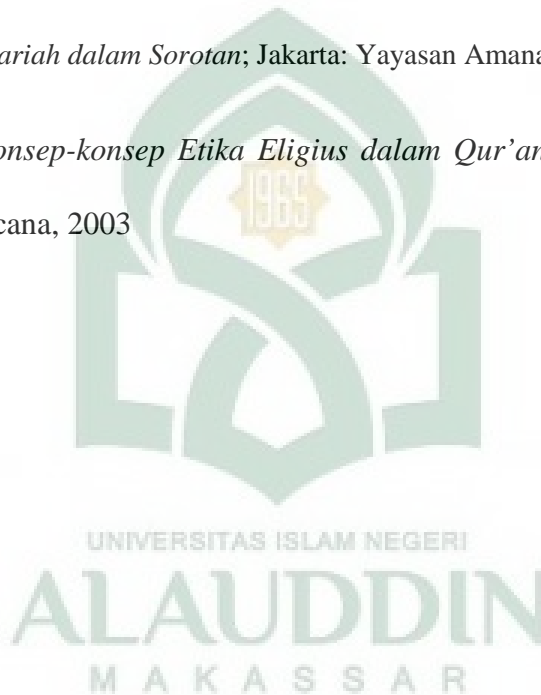 ariah dalam Sorotan; Jakarta: Yayasan Amana
onsep-konsep Etika Eligius dalam Qur’an
cana, 2003
1965
UNIVERSITAS ISLAM NEGERI
ALAUDDIN
MAKASSAR